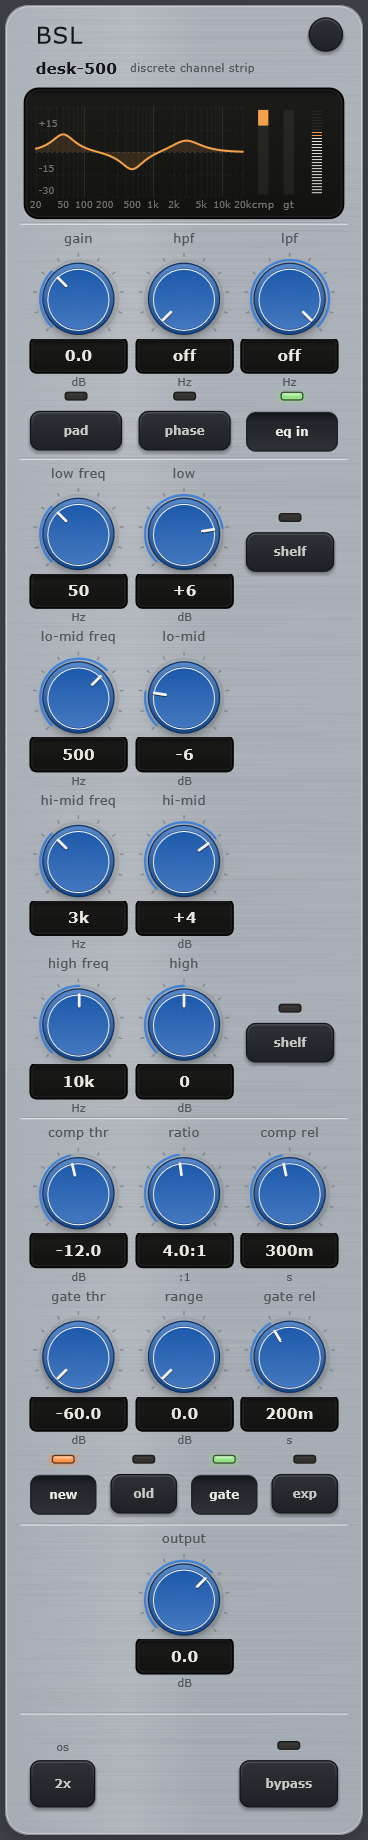 BSL
desk-500 discrete channel strip
+15
-15
-30
20 50 100 200 500 1k 2k 5k 10k 20k cmp gt
gain hpf lpf
0.0 off off
dB Hz Hz
pad phase eq in
low freq low
50 +6 shelf
Hz dB
lo-mid freq lo-mid
500 -6
Hz dB
hi-mid freq hi-mid
3k +4
Hz dB
high freq high
10k 0 shelf
Hz dB
comp thr ratio comp rel
-12.0 4.0:1 300m
dB :1 s
gate thr range gate rel
-60.0 0.0 200m
dB dB s
new old gate exp
output
0.0
dB
os
2x bypass